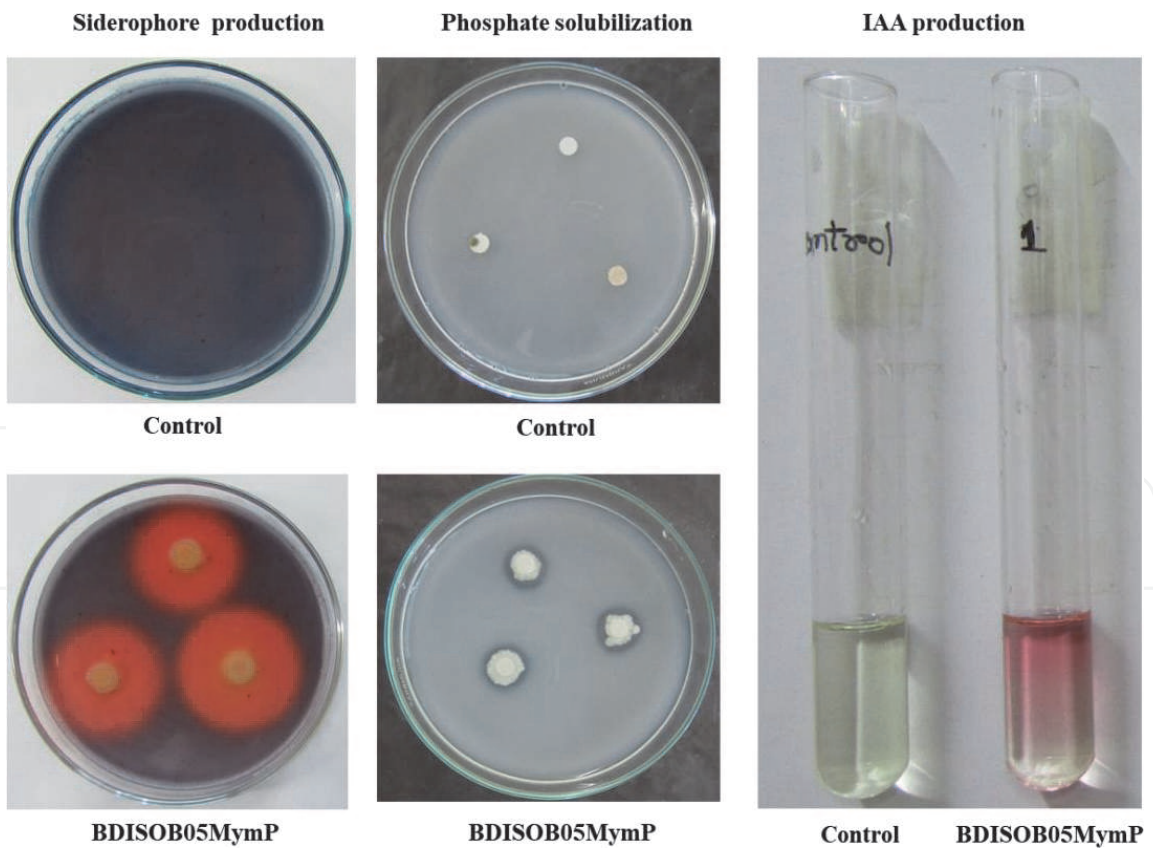 Siderophore production
Phosphate solubilization
IAA production
ontrol
1
Control
Control
BDISOB05MymP
BDISOB05MymP
Control
BDISOB05MymP